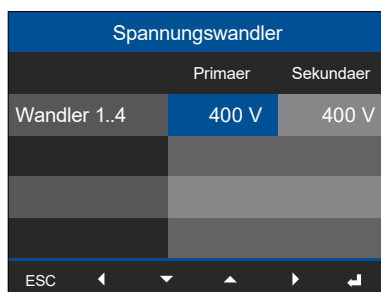 Spannungswandler
Primaer Sekundaer
Wandler 1..4 400 V 400 V
ESC